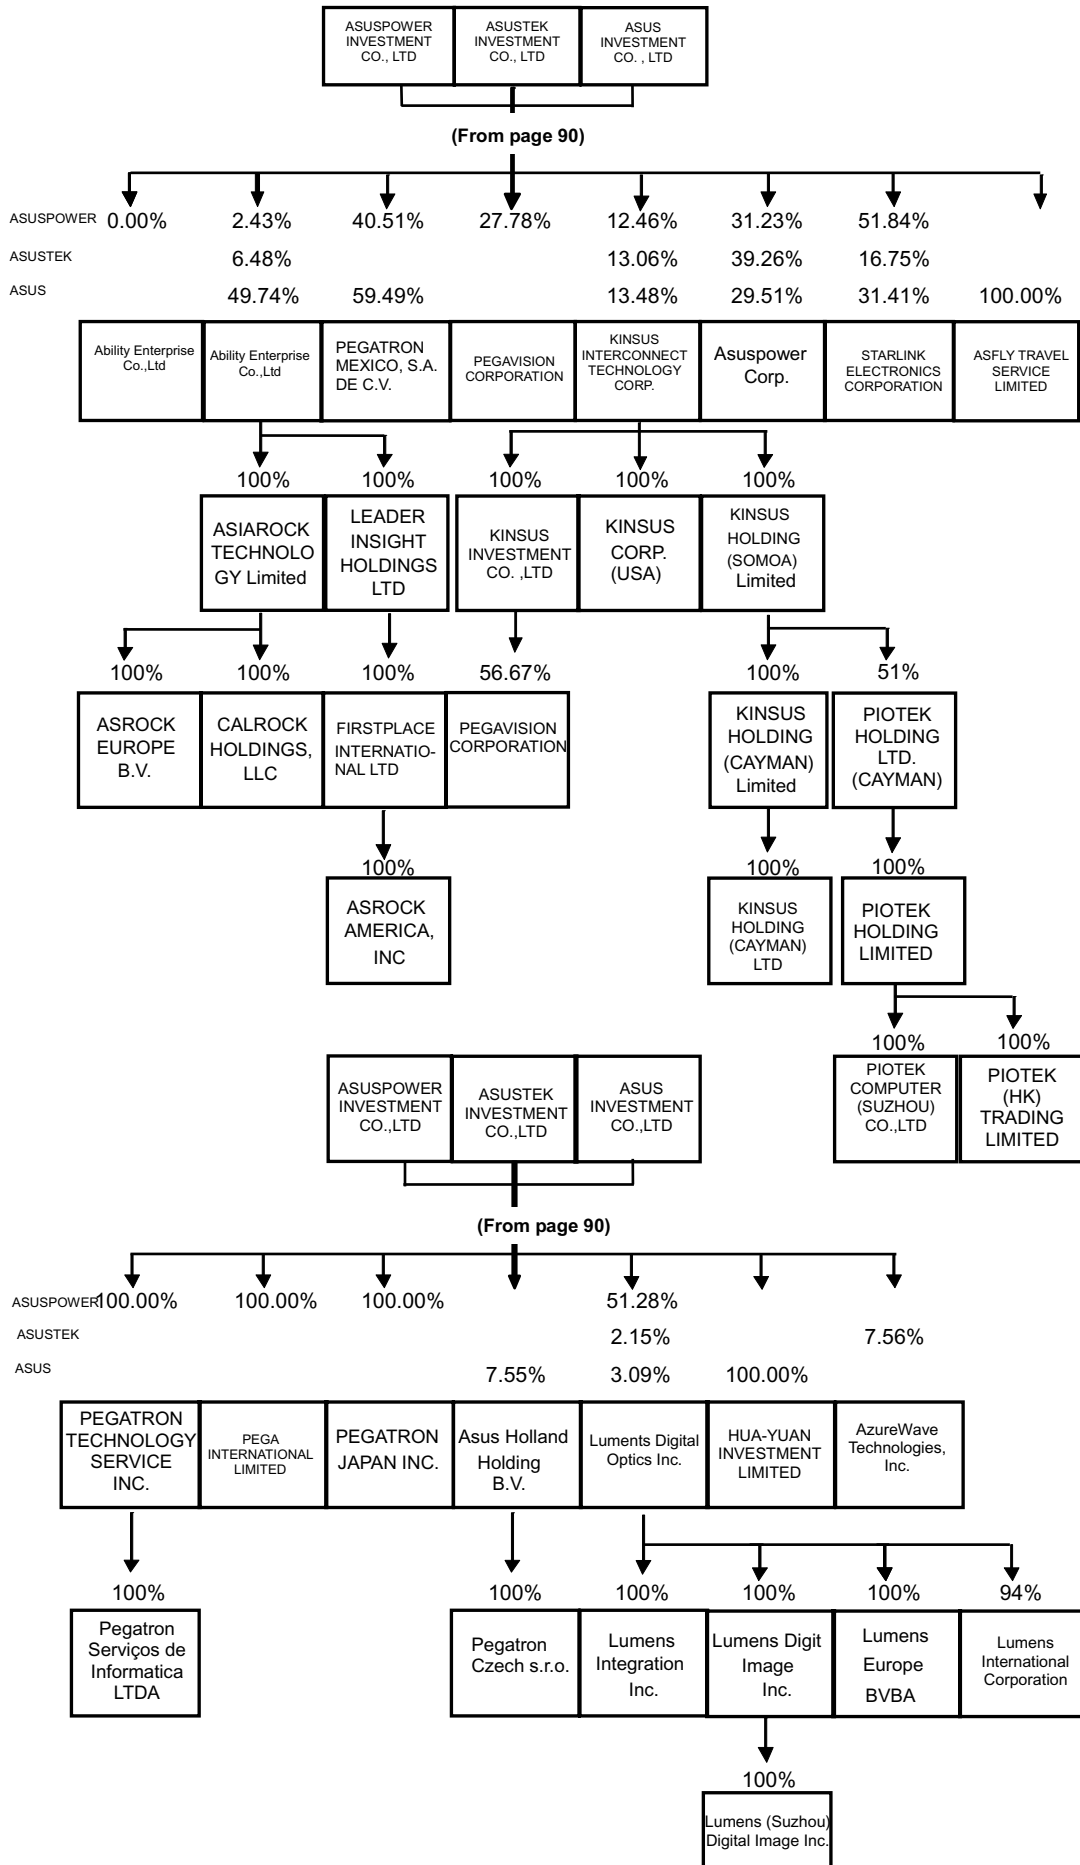 ASUSPOWER
INVESTMENT
CO., LTD
ASUSTEK
INVESTMENT
CO., LTD
ASUS
INVESTMENT
CO. , LTD
(From page 90)
ASUSPOWER 0.00% 2.43% 40.51% 27.78% 12.46% 31.23% 51.84%
ASUSTEK 6.48% 13.06% 39.26% 16.75%
ASUS 49.74% 59.49% 13.48% 29.51% 31.41% 100.00%
Ability Enterprise
Co.,Ltd
Ability Enterprise
Co.,Ltd
PEGATRON
MEXICO, S.A.
DE C.V.
PEGAVISION
CORPORATION
KINSUS
INTERCONNECT
TECHNOLOGY
CORP.
Asuspower
Corp.
STARLINK
ELECTRONICS
CORPORATION
ASFLY TRAVEL
SERVICE
LIMITED
100% 100% 100% 100% 100%
ASIAROCK
TECHNOLO
GY Limited
LEADER
INSIGHT
HOLDINGS
LTD
KINSUS
INVESTMENT
CO. ,LTD
KINSUS
CORP.
(USA)
KINSUS
HOLDING
(SOMOA)
Limited
100% 100% 100% 56.67% 100% 51%
ASROCK
EUROPE
B.V.
CALROCK
HOLDINGS,
LLC
FIRSTPLACE
INTERNATIO-
NAL LTD
PEGAVISION
CORPORATION
KINSUS
HOLDING
(CAYMAN)
Limited
PIOTEK
HOLDING
LTD.
(CAYMAN)
100% 100% 100%
ASROCK
AMERICA,
INC
KINSUS
HOLDING
(CAYMAN)
LTD
PIOTEK
HOLDING
LIMITED
100% 100%
PIOTEK
COMPUTER
(SUZHOU)
CO.,LTD
PIOTEK
(HK)
TRADING
LIMITED
ASUSPOWER
INVESTMENT
CO.,LTD
ASUSTEK
INVESTMENT
CO.,LTD
ASUS
INVESTMENT
CO.,LTD
(From page 90)
ASUSPOWER 100.00% 100.00% 100.00% 51.28%
ASUSTEK 2.15% 7.56%
ASUS 7.55% 3.09% 100.00%
PEGATRON
TECHNOLOGY
SERVICE
INC.
PEGA
INTERNATIONAL
LIMITED
PEGATRON
JAPAN INC.
Asus Holland
Holding
B.V.
Luments Digital
Optics Inc.
HUA-YUAN
INVESTMENT
LIMITED
AzureWave
Technologies,
Inc.
100% 100% 100% 100% 100% 94%
Pegatron
Serviços de
Informatica
LTDA
Pegatron
Czech s.r.o.
Lumens
Integration
Inc.
Lumens Digit
Image
Inc.
Lumens
Europe
BVBA
Lumens
International
Corporation
100%
Lumens (Suzhou)
Digital Image Inc.